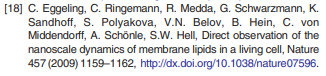 [18] C. Eggeling, C. Ringemann, R. Medda, G. Schwarzmann, K.
Sandhoff, S. Polyakova, V.N. Belov, B. Hein, C. von
Middendorff, A. Schönle, S.W. Hell, Direct observation of the
nanoscale dynamics of membrane lipids in a living cell, Nature
457 (2009) 1159–1162, http://dx.doi.org/10.1038/nature07596.